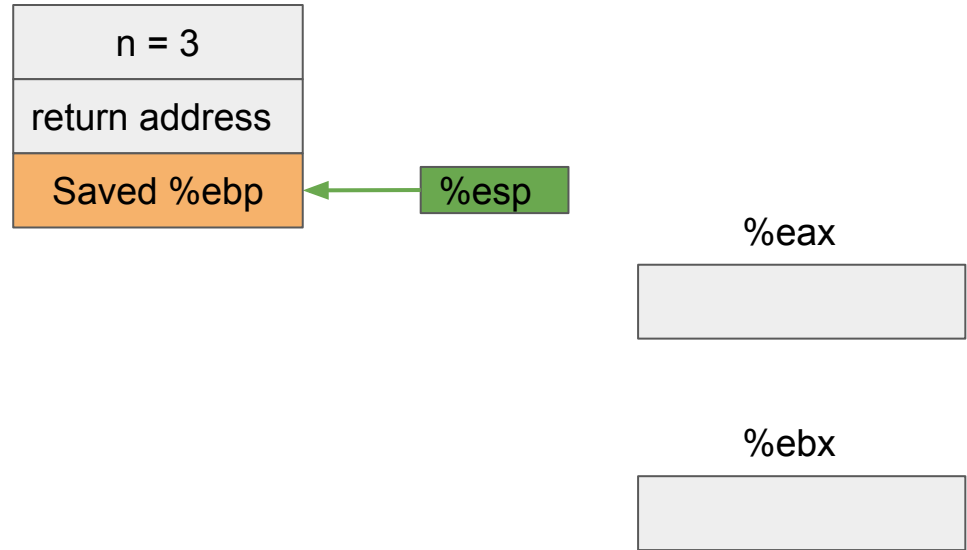 n = 3
return address
Saved %ebp
%esp
%eax
%ebx